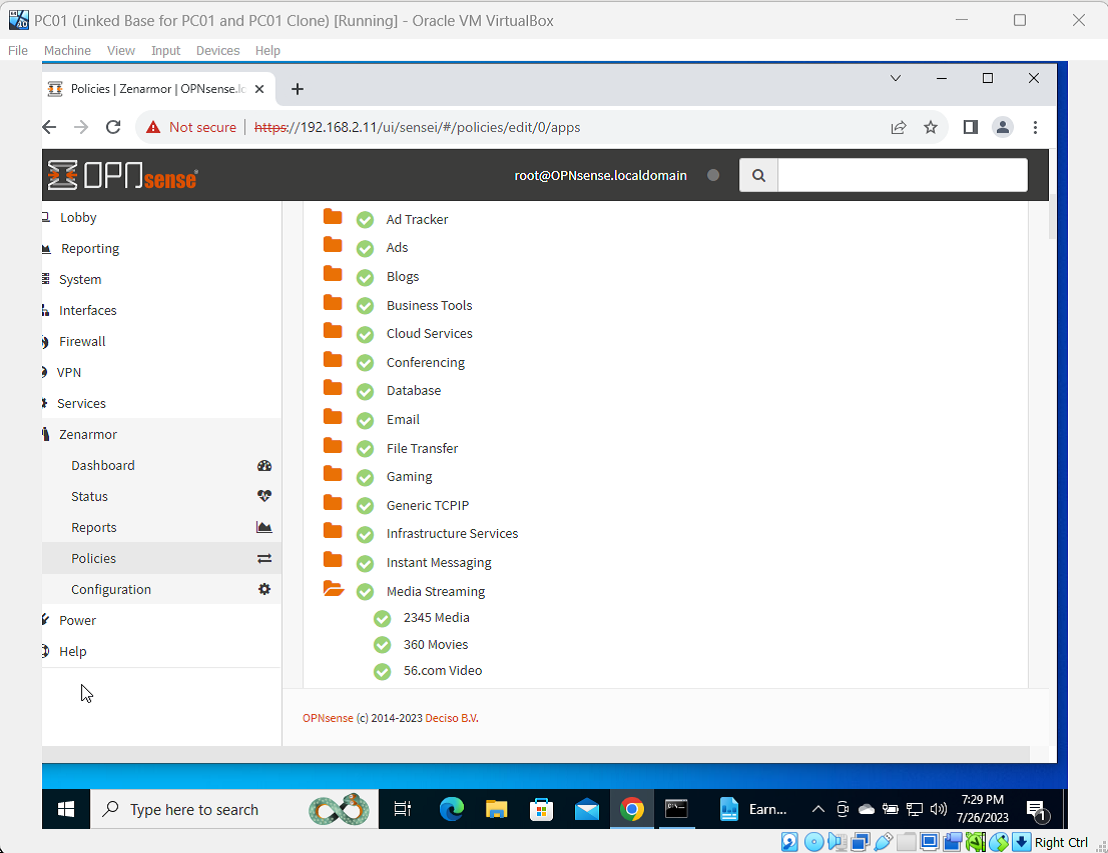 PC01 (Linked Base for PC01 and PC01 Clone) [Running] - Oracle VM VirtualBox
File Machine View Input Devices Help
Policies | Zenarmor | OPNsense.lo
Not secure https://192.168.2.11/ui/sensei/#/policies/edit/0/apps
OPNsense root@OPNsense.localdomain
Lobby
Reporting
System
Interfaces
Firewall
VPN
Services
Zenarmor
Dashboard
Status
Reports
Policies
Configuration
Power
Help
Ad Tracker
Ads
Blogs
Business Tools
Cloud Services
Conferencing
Database
Email
File Transfer
Gaming
Generic TCPIP
Infrastructure Services
Instant Messaging
Media Streaming
2345 Media
360 Movies
56.com Video
OPNsense (c) 2014-2023 Deciso B.V.
Type here to search
Earn...
7:29 PM
7/26/2023
1
Right Ctrl